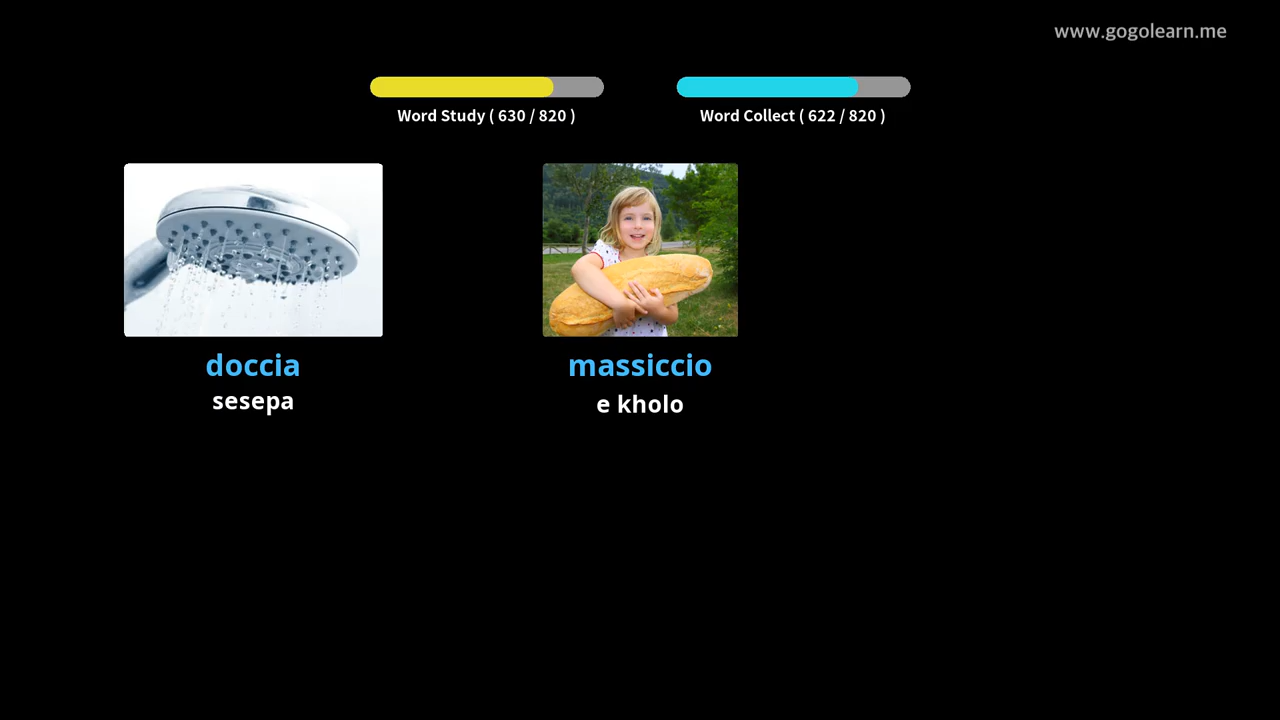 www.gogolearn.me
Word Study ( 630 / 820 )
Word Collect ( 622 / 820 )
doccia
sesepa
massiccio
e kholo